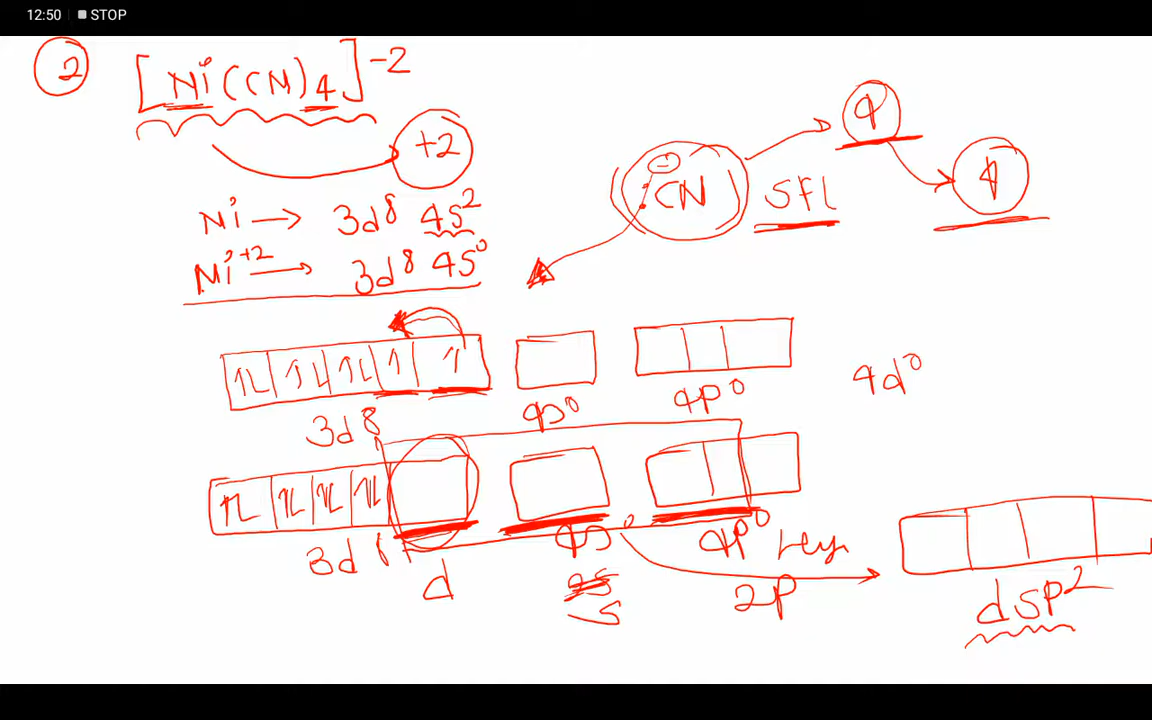 12:50 STOP
2 [Ni(CN)4]-2
+2
Ni → 3d8 4s2
Ni+2 → 3d8 4s0
:CN- SFL
4
4
3d8 4s0 4p0 4d0
3d 4s0 4p0
d s 2p
dsp2